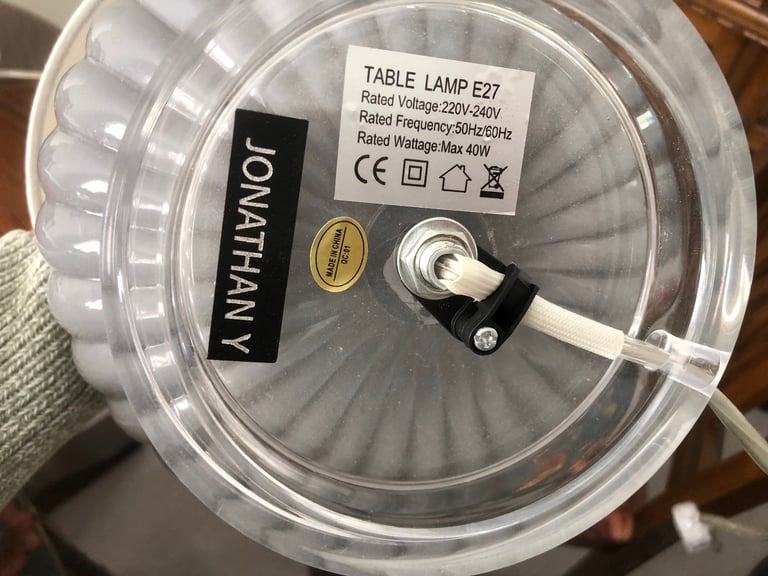 TABLE LAMP E27
Rated Voltage:220V-240V
Rated Frequency:50Hz/60Hz
Rated Wattage:Max 40W
CE
JONATHAN Y
MADE IN CHINA
QC:01